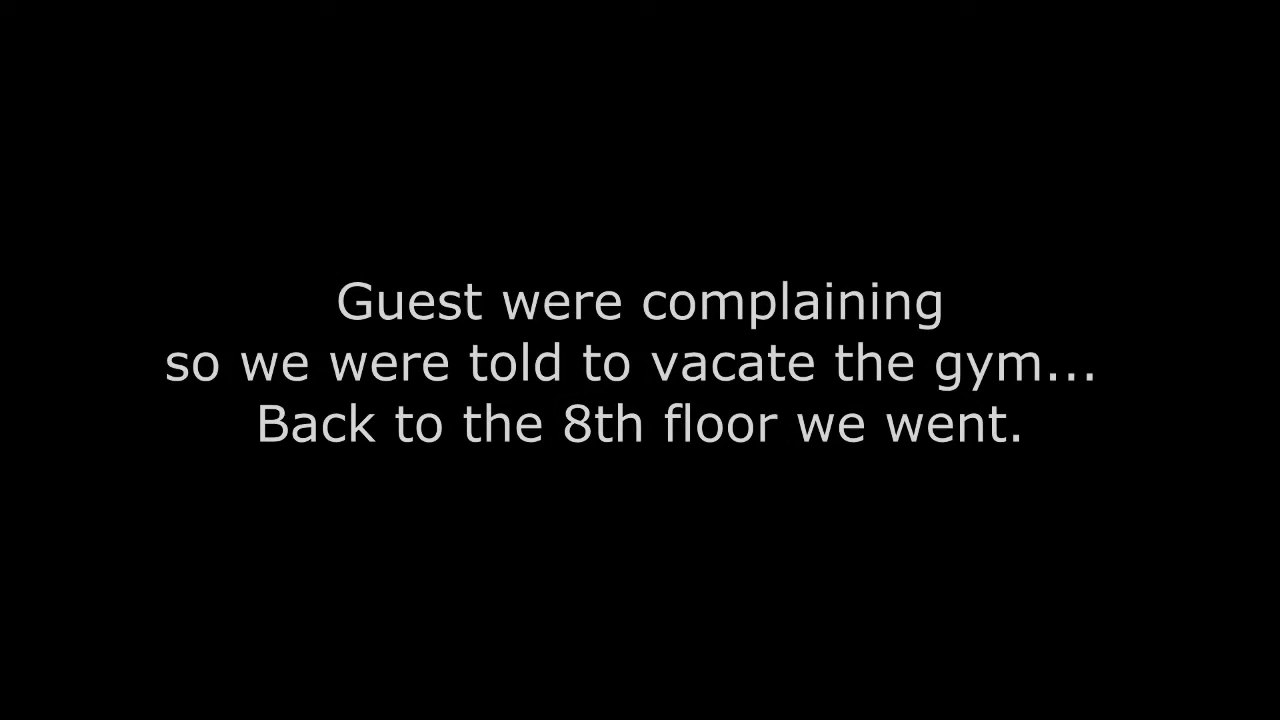 Guest were complaining
so we were told to vacate the gym...
Back to the 8th floor we went.